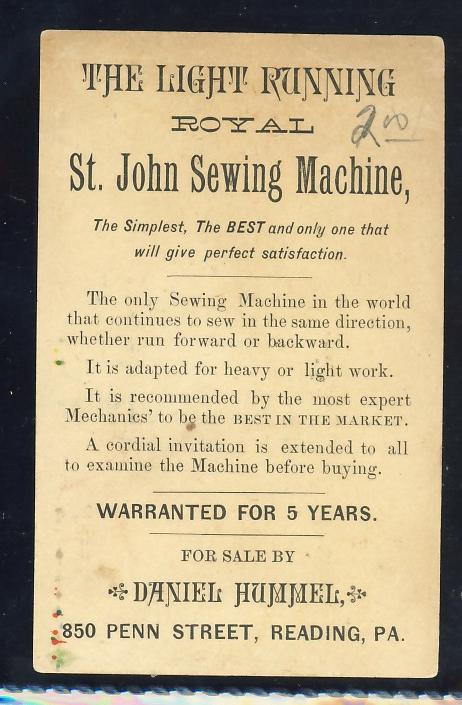 THE LIGHT RUNNING
ROYAL
2.00
St. John Sewing Machine,
The Simplest, The BEST and only one that
will give perfect satisfaction.
The only Sewing Machine in the world
that continues to sew in the same direction,
whether run forward or backward.
It is adapted for heavy or light work.
It is recommended by the most expert
Mechanics' to be the BEST IN THE MARKET.
A cordial invitation is extended to all
to examine the Machine before buying.
WARRANTED FOR 5 YEARS.
FOR SALE BY
DANIEL HUMMEL,
850 PENN STREET, READING, PA.